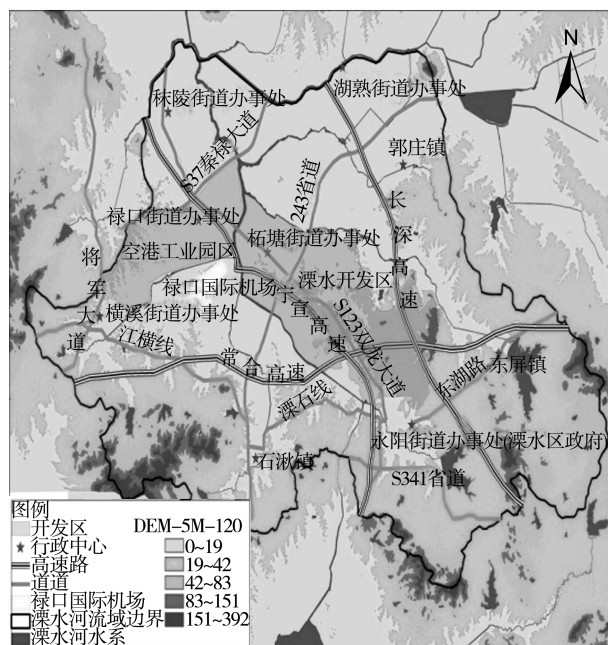 N
秣陵街道办事处
湖熟街道办事处
S37秦禄大道
243省道
郭庄镇
长深高速
禄口街道办事处
柘塘街道办事处
空港工业园区
溧水开发区
将军大道
禄口国际机场
宁宣高速
S123双龙大道
横溪街道办事处
江横线
常合高速
溧石线
东湖路
东屏镇
永阳街道办事处(溧水区政府)
石湫镇
S341省道
图例
开发区
行政中心
高速路
道道
禄口国际机场
溧水河流域边界
溧水河水系
DEM-5M-120
0~19
19~42
42~83
83~151
151~392